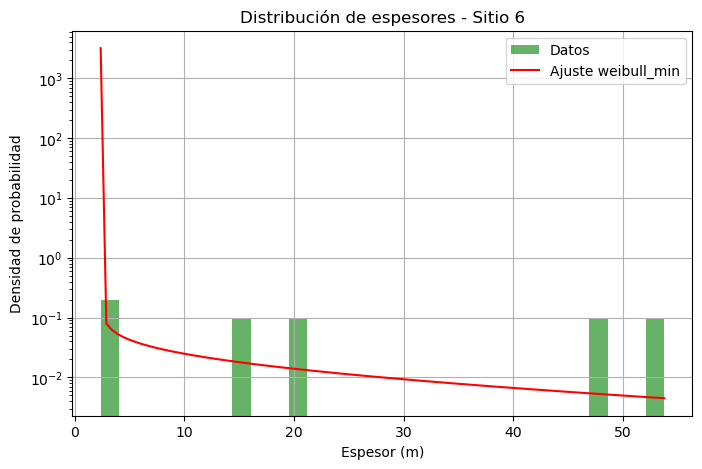 Distribución de espesores - Sitio 6
Densidad de probabilidad
10³
10²
10¹
10⁰
10⁻¹
10⁻²
Datos
Ajuste weibull_min
0 10 20 30 40 50
Espesor (m)